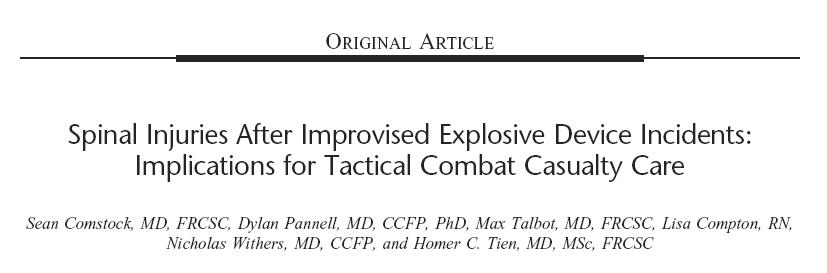 ORIGINAL ARTICLE
Spinal Injuries After Improvised Explosive Device Incidents:
Implications for Tactical Combat Casualty Care
Sean Comstock, MD, FRCSC, Dylan Pannell, MD, CCFP, PhD, Max Talbot, MD, FRCSC, Lisa Compton, RN,
Nicholas Withers, MD, CCFP, and Homer C. Tien, MD, MSc, FRCSC